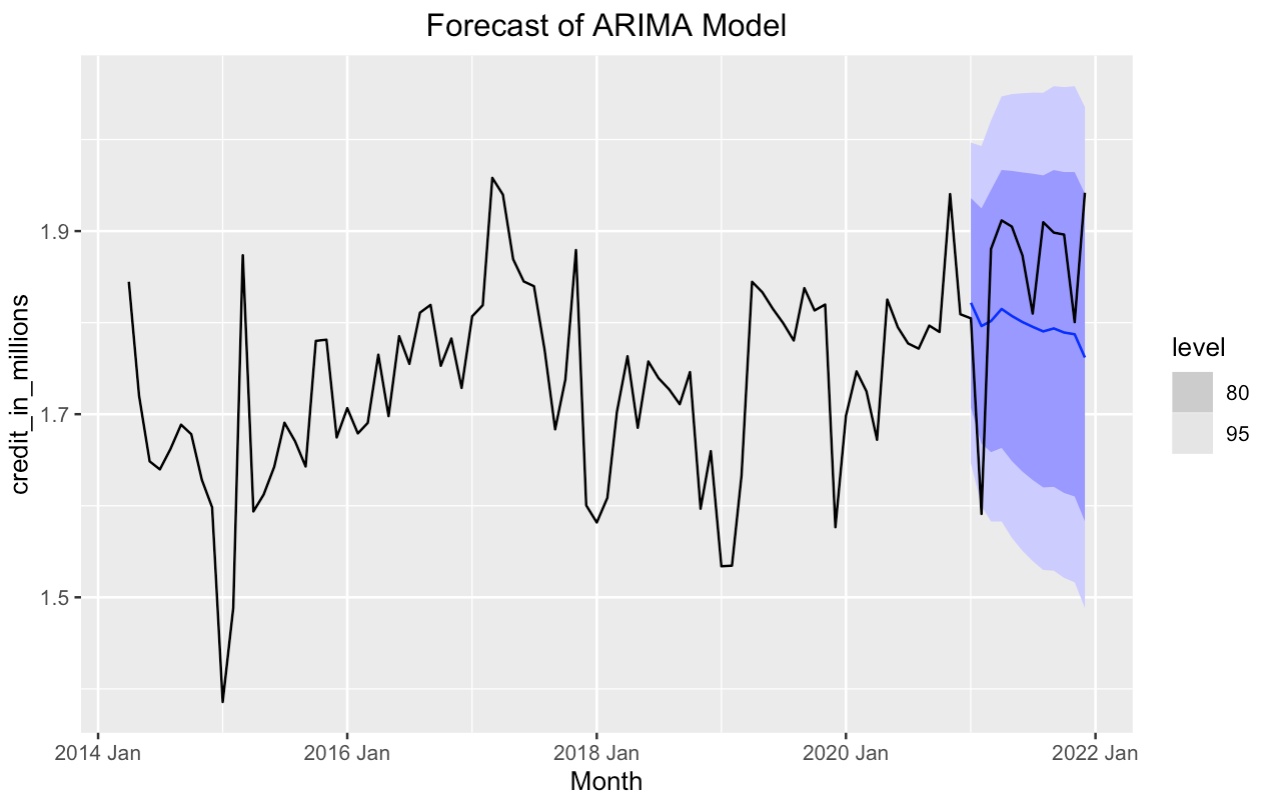 Forecast of ARIMA Model
credit_in_millions
1.9
1.7
1.5
2014 Jan
2016 Jan
2018 Jan
2020 Jan
2022 Jan
Month
level
80
95